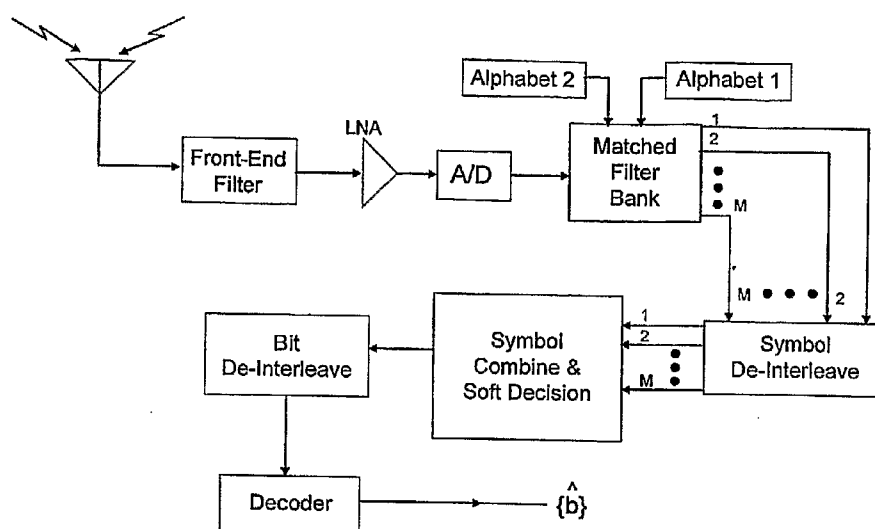 Alphabet 2
Alphabet 1
LNA
Front-End
Filter
A/D
Matched
Filter
Bank
1
2
M
M
2
1
2
M
Symbol
De-Interleave
Symbol
Combine &
Soft Decision
Bit
De-Interleave
Decoder
{b̂}